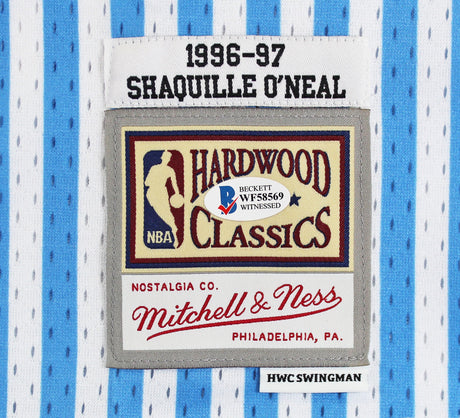 1996-97
SHAQUILLE O'NEAL
HARDWOOD
BECKETT
WF58569
WITNESSED
B
NBA
CLASSICS
NOSTALGIA CO.
Mitchell & Ness
PHILADELPHIA, PA.
HWC SWINGMAN